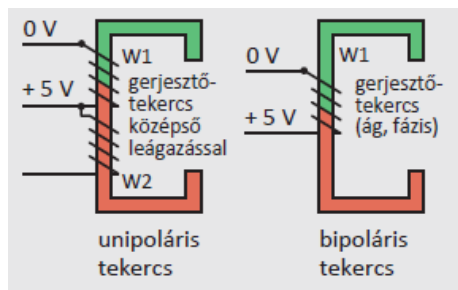 0 V
W1
gerjesztő-
tekercs
+ 5 V
középső
leágazással
W2
unipoláris
tekercs
0 V
W1
gerjesztő-
tekercs
(ág, fázis)
+ 5 V
bipoláris
tekercs